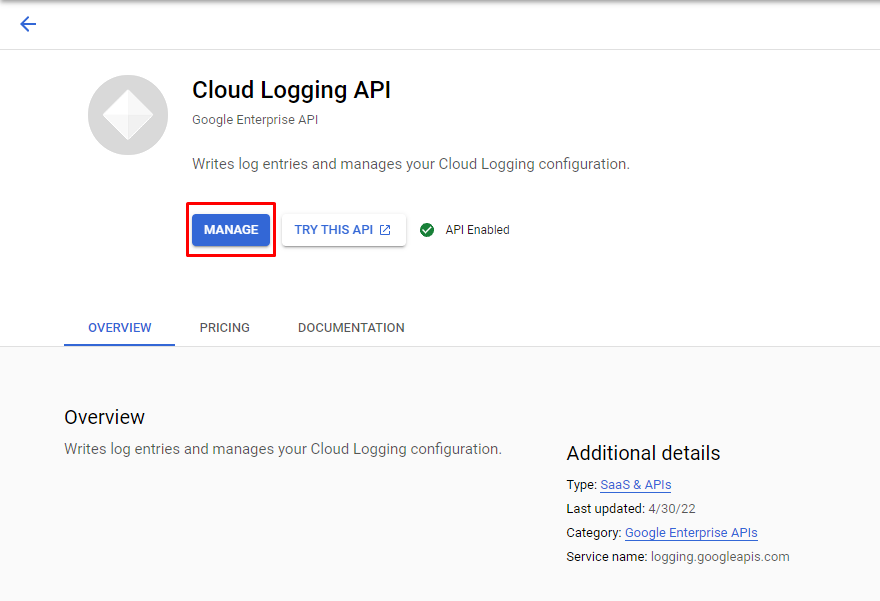 Cloud Logging API
Google Enterprise API
Writes log entries and manages your Cloud Logging configuration.
MANAGE
TRY THIS API
API Enabled
OVERVIEW
PRICING
DOCUMENTATION
Overview
Writes log entries and manages your Cloud Logging configuration.
Additional details
Type: SaaS & APIs
Last updated: 4/30/22
Category: Google Enterprise APIs
Service name: logging.googleapis.com